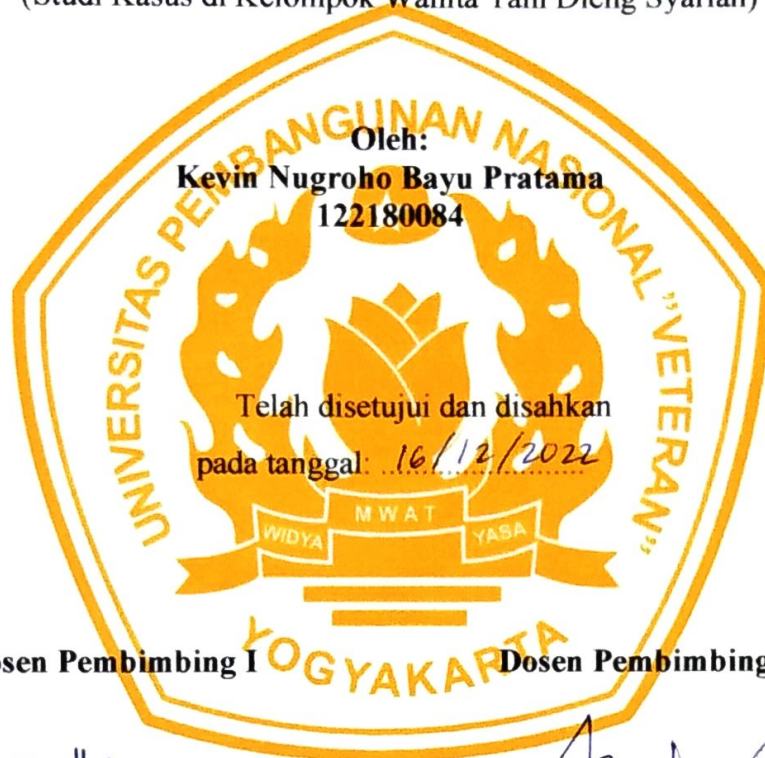 (Studi Kasus di Kelompok Wanita Tani Dieng Syariah)
Oleh:
Kevin Nugroho Bayu Pratama
122180084
Telah disetujui dan disahkan
pada tanggal: 16/12/2022
UNIVERSITAS PEMBANGUNAN NASIONAL "VETERAN"
WIDYA MWAT YASA
YOGYAKARTA
osen Pembimbing I Dosen Pembimbing